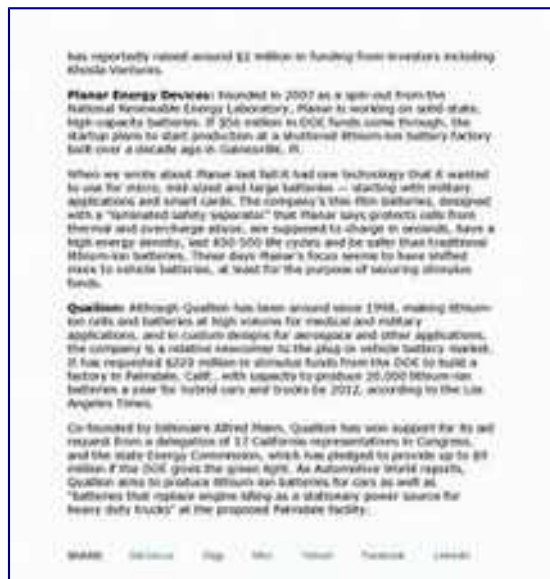 has reportedly raised around $2 million in funding from investors including
Khosla Ventures.
Planar Energy Devices: Founded in 2007 as a spin-out from the
National Renewable Energy Laboratory, Planar is working on solid state,
high-capacity batteries. If $56 million in DOE funds come through, the
startup plans to start production at a shuttered lithium-ion battery factory
built over a decade ago in Gainesville, Fl.
When we wrote about Planar last fall it had one technology that it wanted
to use for micro, mid-sized and large batteries — starting with military
applications and smart cards. The company's thin-film batteries, designed
with a "laminated safety separator" that Planar says protects cells from
thermal and overcharge abuse, are supposed to charge in seconds, have a
high energy density, last 450-500 life cycles and be safer than traditional
lithium-ion batteries. These days Planar's focus seems to have shifted
more to vehicle batteries, at least for the purpose of securing stimulus
funds.
Quallion: Although Quallion has been around since 1998, making lithium-
ion cells and batteries at high volume for medical and military
applications, and in custom designs for aerospace and other applications,
the company is a relative newcomer to the plug-in vehicle battery market.
It has requested $220 million in stimulus funds from the DOE to build a
factory in Palmdale, Calif., with capacity to produce 20,000 lithium-ion
batteries a year for hybrid cars and trucks by 2012, according to the Los
Angeles Times.
Co-founded by billionaire Alfred Mann, Quallion has won support for its aid
request from a delegation of 17 California representatives in Congress,
and the state Energy Commission, which has pledged to provide up to $9
million if the DOE gives the green light. As Automotive World reports,
Quallion aims to produce lithium-ion batteries for cars as well as
"batteries that replace engine idling as a stationary power source for
heavy duty trucks" at the proposed Palmdale facility.
SHARE Del.icio.us Digg Yahoo! Facebook LinkedIn